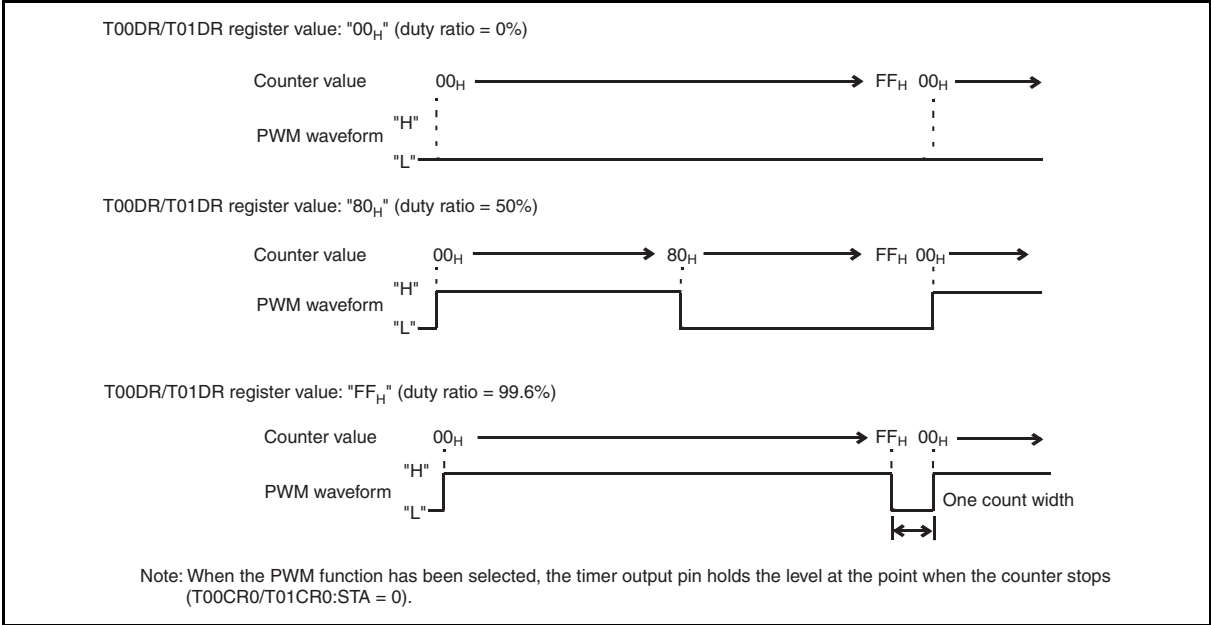 T00DR/T01DR register value: "00H" (duty ratio = 0%)
Counter value 00H FFH 00H
"H"
PWM waveform
"L"
T00DR/T01DR register value: "80H" (duty ratio = 50%)
Counter value 00H 80H FFH 00H
"H"
PWM waveform
"L"
T00DR/T01DR register value: "FFH" (duty ratio = 99.6%)
Counter value 00H FFH 00H
"H"
PWM waveform
"L"
One count width
Note: When the PWM function has been selected, the timer output pin holds the level at the point when the counter stops
(T00CR0/T01CR0:STA = 0).